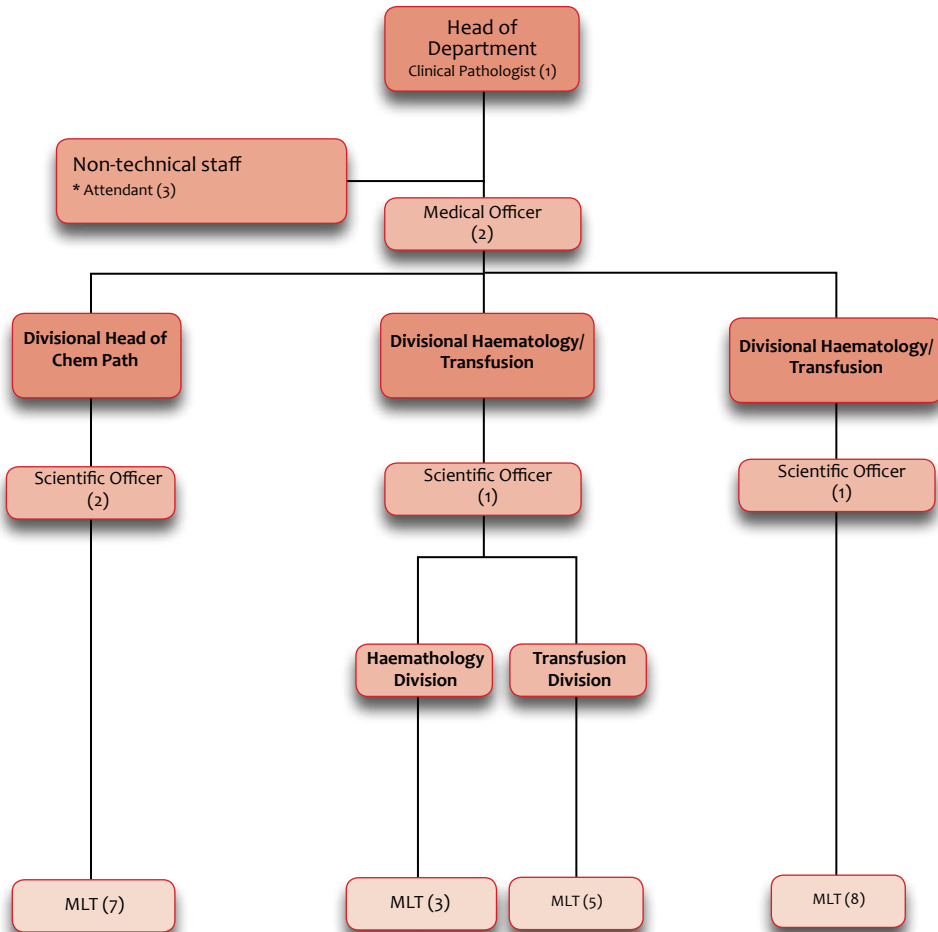 Head of
Department
Clinical Pathologist (1)
Non-technical staff
* Attendant (3)
Medical Officer
(2)
Divisional Head of
Chem Path
Divisional Haematology/
Transfusion
Divisional Haematology/
Transfusion
Scientific Officer
(2)
Scientific Officer
(1)
Scientific Officer
(1)
Haemathology
Division
Transfusion
Division
MLT (7)
MLT (3)
MLT (5)
MLT (8)